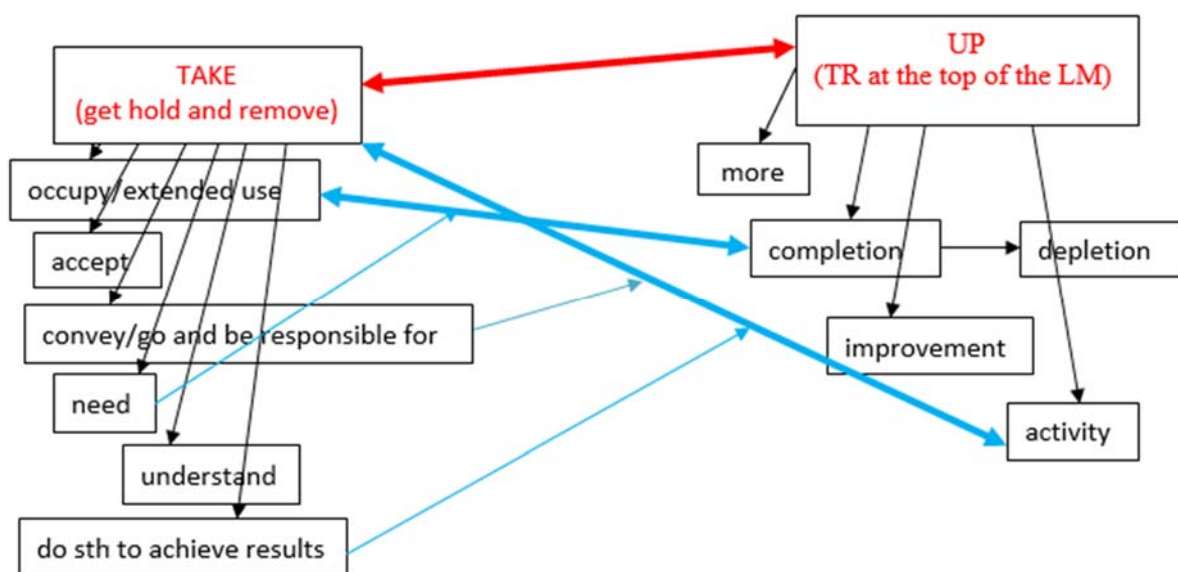 TAKE
(get hold and remove)
UP
(TR at the top of the LM)
more
occupy/extended use
accept
completion
depletion
convey/go and be responsible for
improvement
need
activity
understand
do sth to achieve results